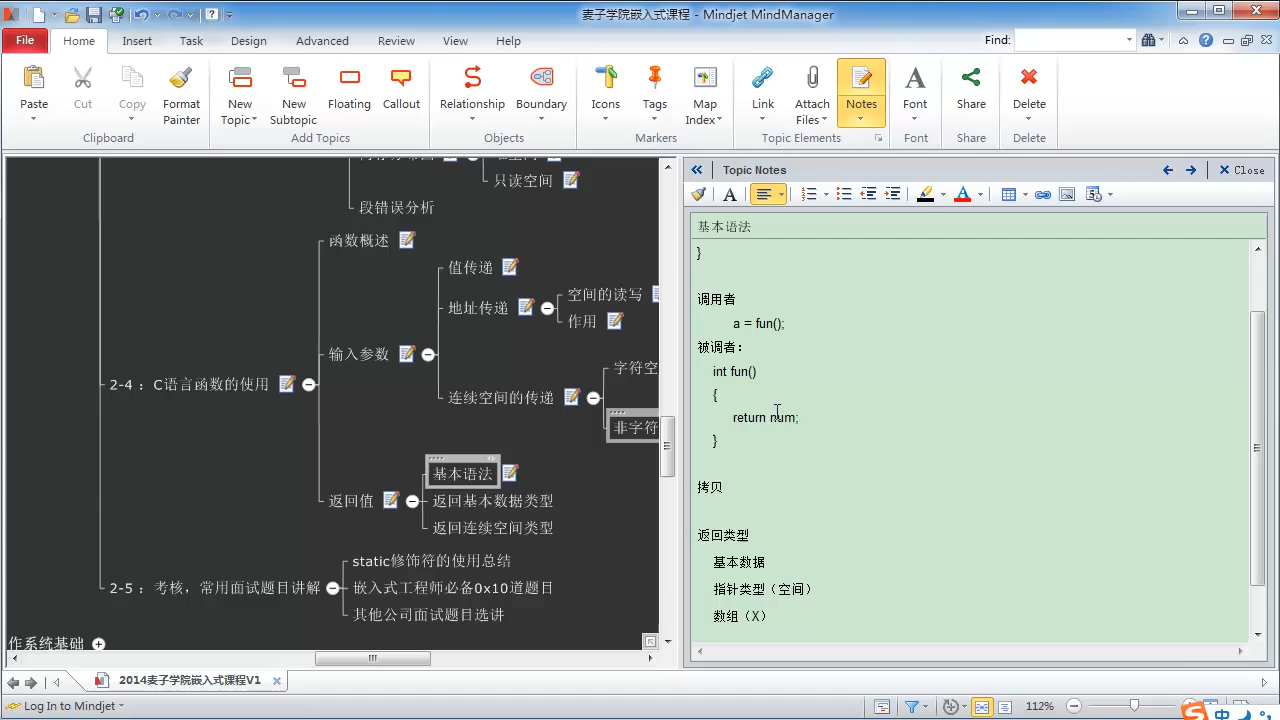 麦子学院嵌入式课程 - Mindjet MindManager
File Home Insert Task Design Advanced Review View Help Find:
Paste Cut Copy Format Painter New Topic New Subtopic Floating Callout Relationship Boundary Icons Tags Map Index Link Attach Files Notes Font Share Delete
Clipboard Add Topics Objects Markers Topic Elements Font Share Delete
只读空间
段错误分析
函数概述
值传递
地址传递
空间的读写
作用
输入参数
2-4 : C语言函数的使用
连续空间的传递
字符空
非字符
基本语法
返回值
返回基本数据类型
返回连续空间类型
static修饰符的使用总结
2-5 : 考核，常用面试题目讲解
嵌入式工程师必备0x10道题目
其他公司面试题目选讲
作系统基础
Topic Notes Close
基本语法
}
调用者
a = fun();
被调者：
int fun()
{
return num;
}
拷贝
返回类型
基本数据
指针类型（空间）
数组（X）
2014麦子学院嵌入式课程V1
Log In to Mindjet
112%
中